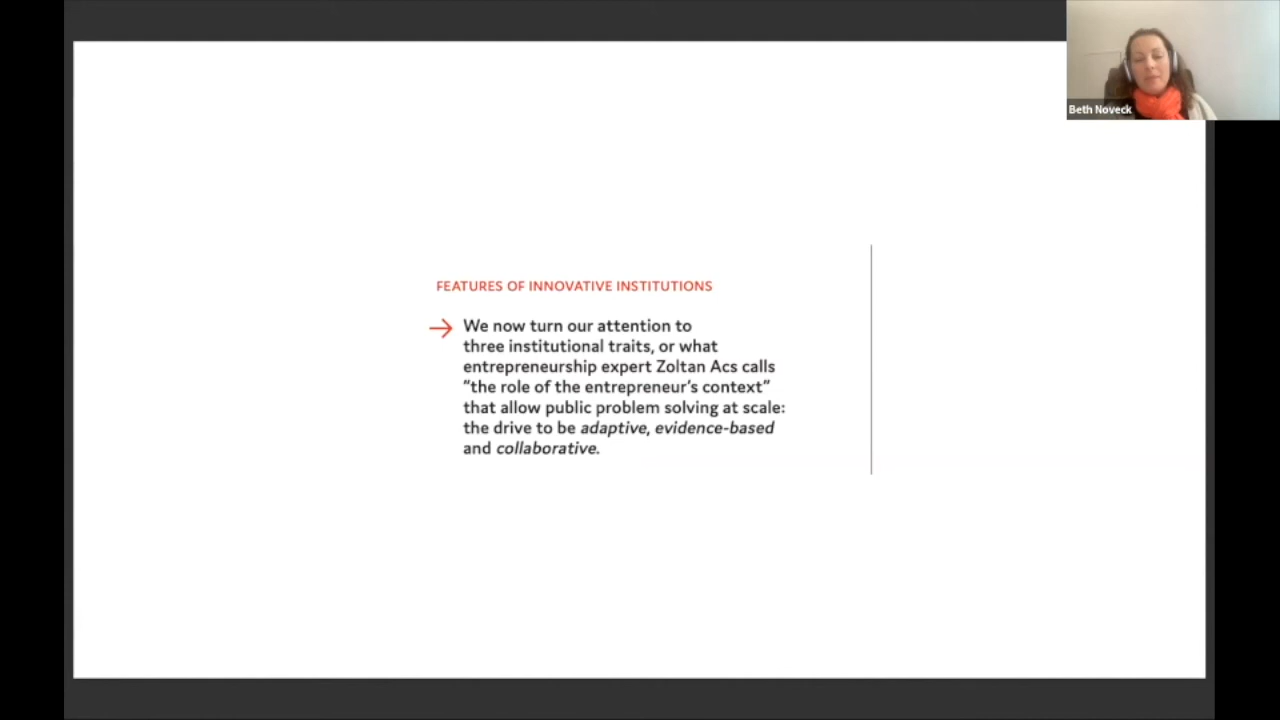 Beth Noveck
FEATURES OF INNOVATIVE INSTITUTIONS
→ We now turn our attention to
three institutional traits, or what
entrepreneurship expert Zoltan Acs calls
“the role of the entrepreneur’s context”
that allow public problem solving at scale:
the drive to be adaptive, evidence-based
and collaborative.